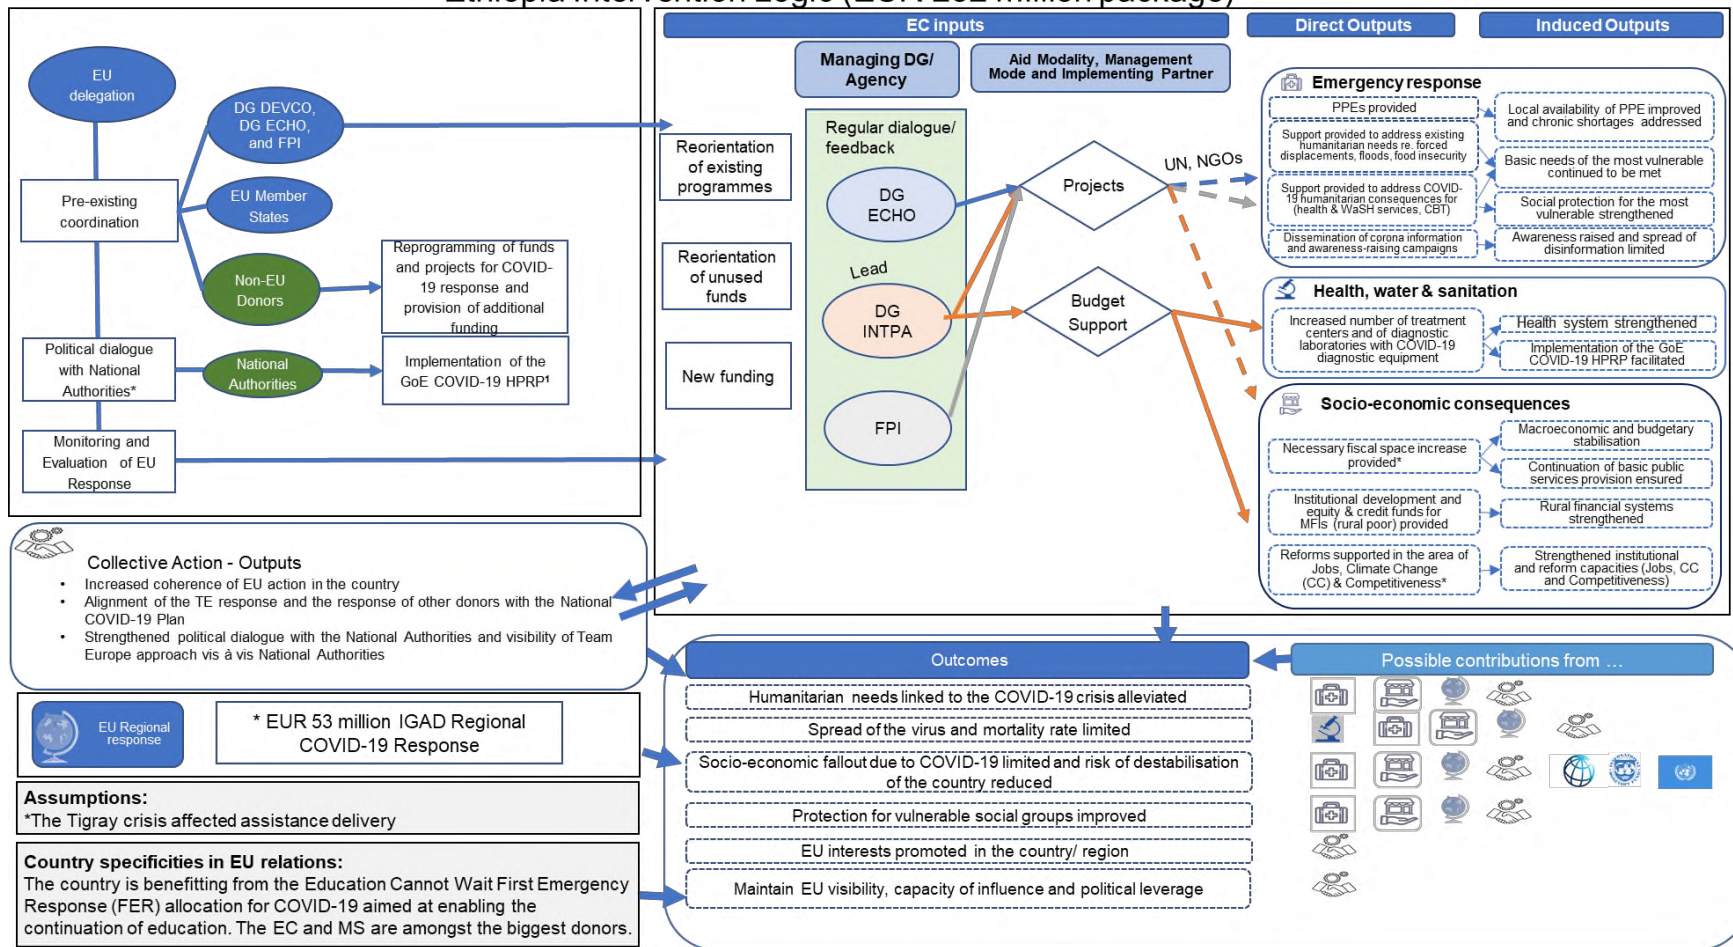 EU
delegation
DG DEVCO,
DG ECHO,
and FPI
Pre-existing
coordination
EU Member
States
Non-EU
Donors
Reprogramming of funds
and projects for COVID-
19 response and
provision of additional
funding
Political dialogue
with National
Authorities*
National
Authorities
Implementation of the
GoE COVID-19 HPRP¹
Monitoring and
Evaluation of EU
Response
EC inputs
Direct Outputs
Induced Outputs
Managing DG/
Agency
Aid Modality, Management
Mode and Implementing Partner
Reorientation
of existing
programmes
Reorientation
of unused
funds
New funding
Regular dialogue/
feedback
DG
ECHO
Lead
DG
INTPA
FPI
Projects
Budget
Support
UN, NGOs
Emergency response
PPEs provided
Support provided to address existing
humanitarian needs re. forced
displacements, floods, food insecurity
Support provided to address COVID-
19 humanitarian consequences for
(health & WaSH services, CBT)
Dissemination of corona information
and awareness-raising campaigns
Local availability of PPE improved
and chronic shortages addressed
Basic needs of the most vulnerable
continued to be met
Social protection for the most
vulnerable strengthened
Awareness raised and spread of
disinformation limited
Health, water & sanitation
Increased number of treatment
centers and of diagnostic
laboratories with COVID-19
diagnostic equipment
Health system strengthened
Implementation of the GoE
COVID-19 HPRP facilitated
Socio-economic consequences
Necessary fiscal space increase
provided*
Macroeconomic and budgetary
stabilisation
Continuation of basic public
services provision ensured
Institutional development and
equity & credit funds for
MFIs (rural poor) provided
Rural financial systems
strengthened
Reforms supported in the area of
Jobs, Climate Change
(CC) & Competitiveness*
Strengthened institutional
and reform capacities (Jobs, CC
and Competitiveness)
Collective Action - Outputs
• Increased coherence of EU action in the country
• Alignment of the TE response and the response of other donors with the National
COVID-19 Plan
• Strengthened political dialogue with the National Authorities and visibility of Team
Europe approach vis à vis National Authorities
EU Regional
response
* EUR 53 million IGAD Regional
COVID-19 Response
Assumptions:
*The Tigray crisis affected assistance delivery
Country specificities in EU relations:
The country is benefitting from the Education Cannot Wait First Emergency
Response (FER) allocation for COVID-19 aimed at enabling the
continuation of education. The EC and MS are amongst the biggest donors.
Outcomes
Possible contributions from ...
Humanitarian needs linked to the COVID-19 crisis alleviated
Spread of the virus and mortality rate limited
Socio-economic fallout due to COVID-19 limited and risk of destabilisation
of the country reduced
Protection for vulnerable social groups improved
EU interests promoted in the country/ region
Maintain EU visibility, capacity of influence and political leverage